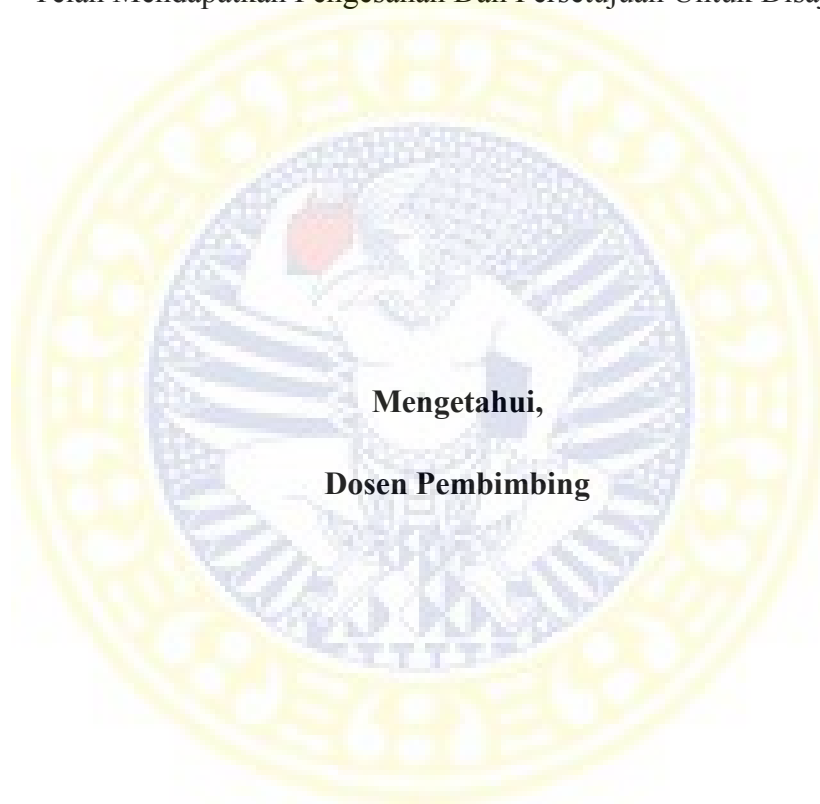 Telah Mendapatkan Pengesahan Dan Persetujuan Untuk
Mengetahui,
Dosen Pembimbing